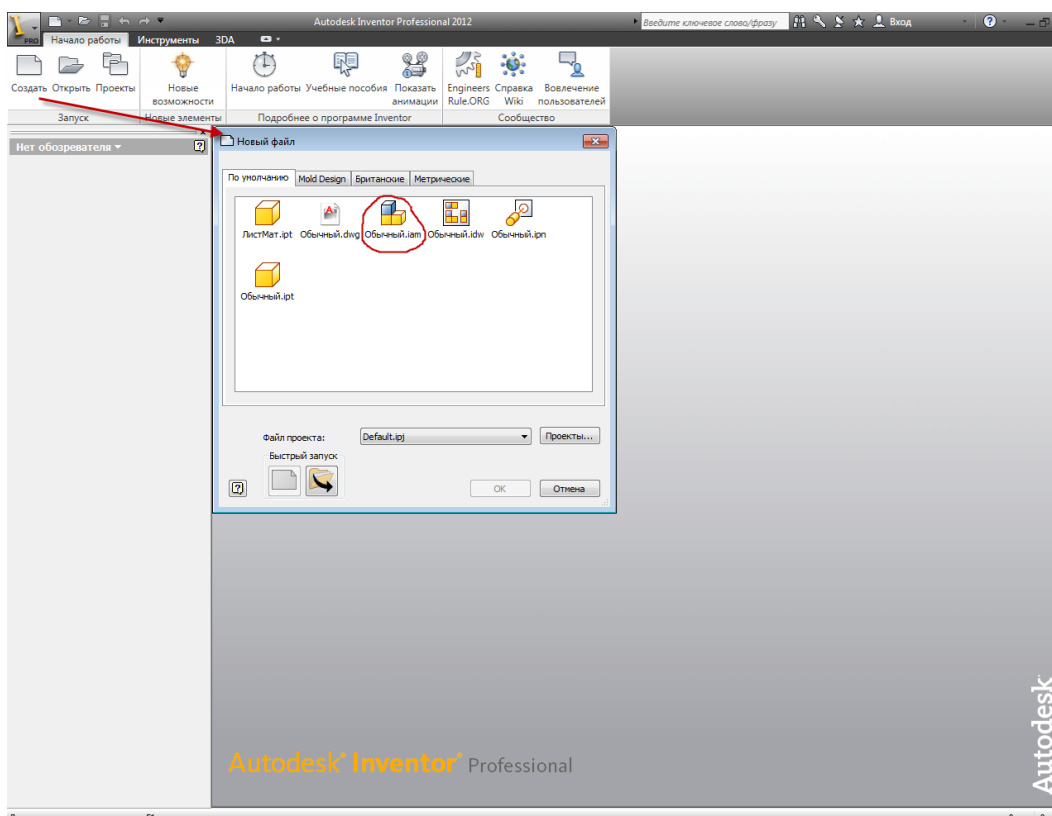 Autodesk Inventor Professional 2012
Введите ключевое слово/фразу
Вход
PRO Начало работы Инструменты 3DA
Создать Открыть Проекты
Новые возможности
Начало работы Учебные пособия Показать анимации
Engineers Rule.ORG
Справка Wiki
Вовлечение пользователей
Запуск
Новые элементы
Подробнее о программе Inventor
Сообщество
Нет обозревателя
Новый файл
По умолчанию Mold Design Британские Метрические
ЛистМат.ipt Обычный.dwg Обычный.iam Обычный.idw Обычный.ipn
Обычный.ipt
Файл проекта: Default.ipj Проекты...
Быстрый запуск
OK Отмена
Autodesk Inventor Professional
Autodesk